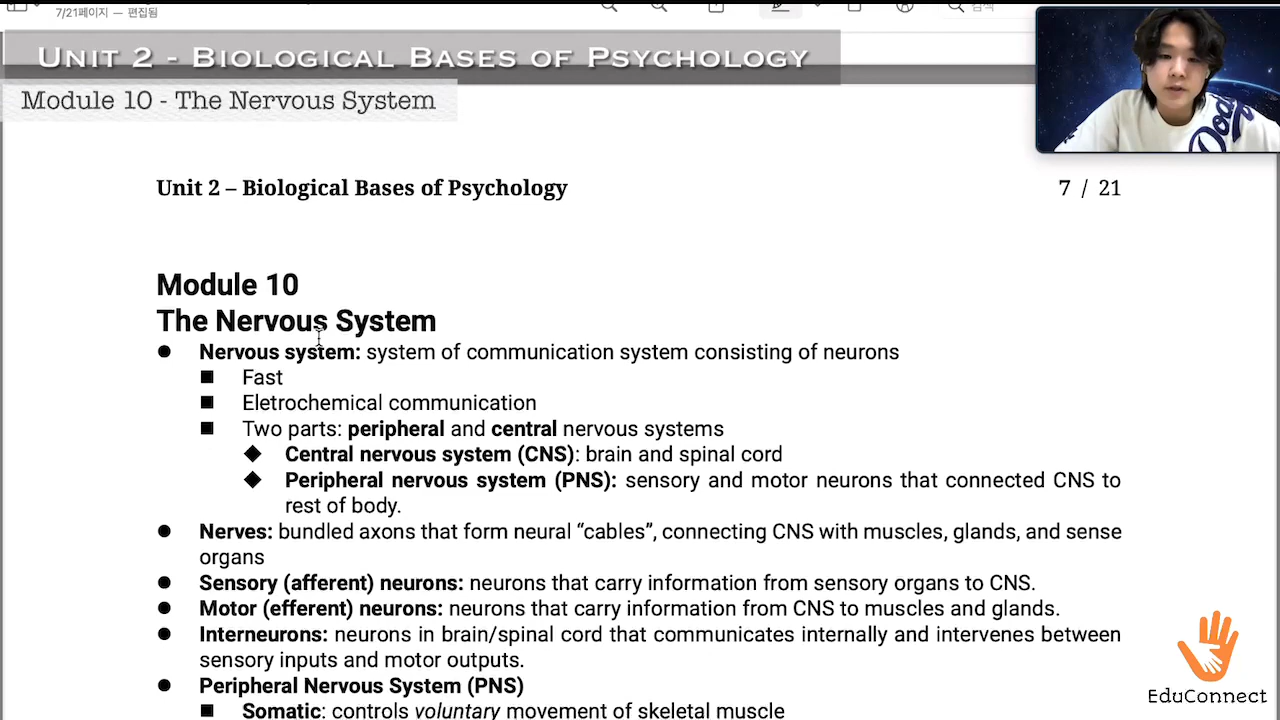 7/21페이지 — 편집됨
검색
UNIT 2 - BIOLOGICAL BASES OF PSYCHOLOGY
Module 10 - The Nervous System
Unit 2 – Biological Bases of Psychology
7 / 21
Module 10
The Nervous System
● Nervous system: system of communication system consisting of neurons
■ Fast
■ Eletrochemical communication
■ Two parts: peripheral and central nervous systems
◆ Central nervous system (CNS): brain and spinal cord
◆ Peripheral nervous system (PNS): sensory and motor neurons that connected CNS to
rest of body.
● Nerves: bundled axons that form neural “cables”, connecting CNS with muscles, glands, and sense
organs
● Sensory (afferent) neurons: neurons that carry information from sensory organs to CNS.
● Motor (efferent) neurons: neurons that carry information from CNS to muscles and glands.
● Interneurons: neurons in brain/spinal cord that communicates internally and intervenes between
sensory inputs and motor outputs.
● Peripheral Nervous System (PNS)
■ Somatic: controls voluntary movement of skeletal muscle
EduConnect